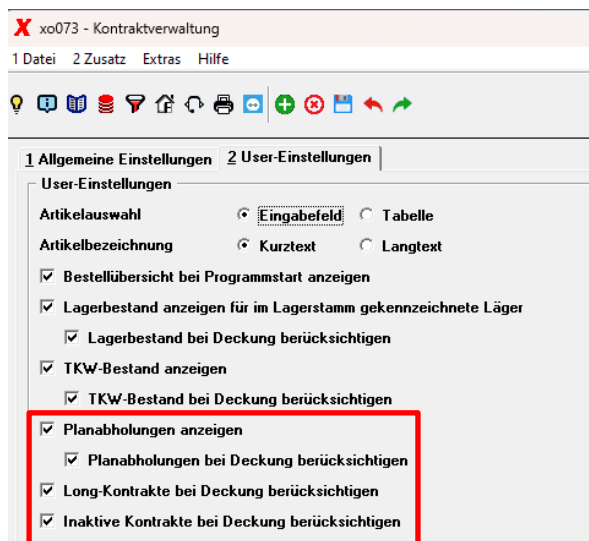 xo073 - Kontraktverwaltung
1 Datei 2 Zusatz Extras Hilfe
1 Allgemeine Einstellungen 2 User-Einstellungen
User-Einstellungen
Artikelauswahl Eingabefeld Tabelle
Artikelbezeichnung Kurztext Langtext
Bestellübersicht bei Programmstart anzeigen
Lagerbestand anzeigen für im Lagerstamm gekennzeichnete Läger
Lagerbestand bei Deckung berücksichtigen
TKW-Bestand anzeigen
TKW-Bestand bei Deckung berücksichtigen
Planabholungen anzeigen
Planabholungen bei Deckung berücksichtigen
Long-Kontrakte bei Deckung berücksichtigen
Inaktive Kontrakte bei Deckung berücksichtigen